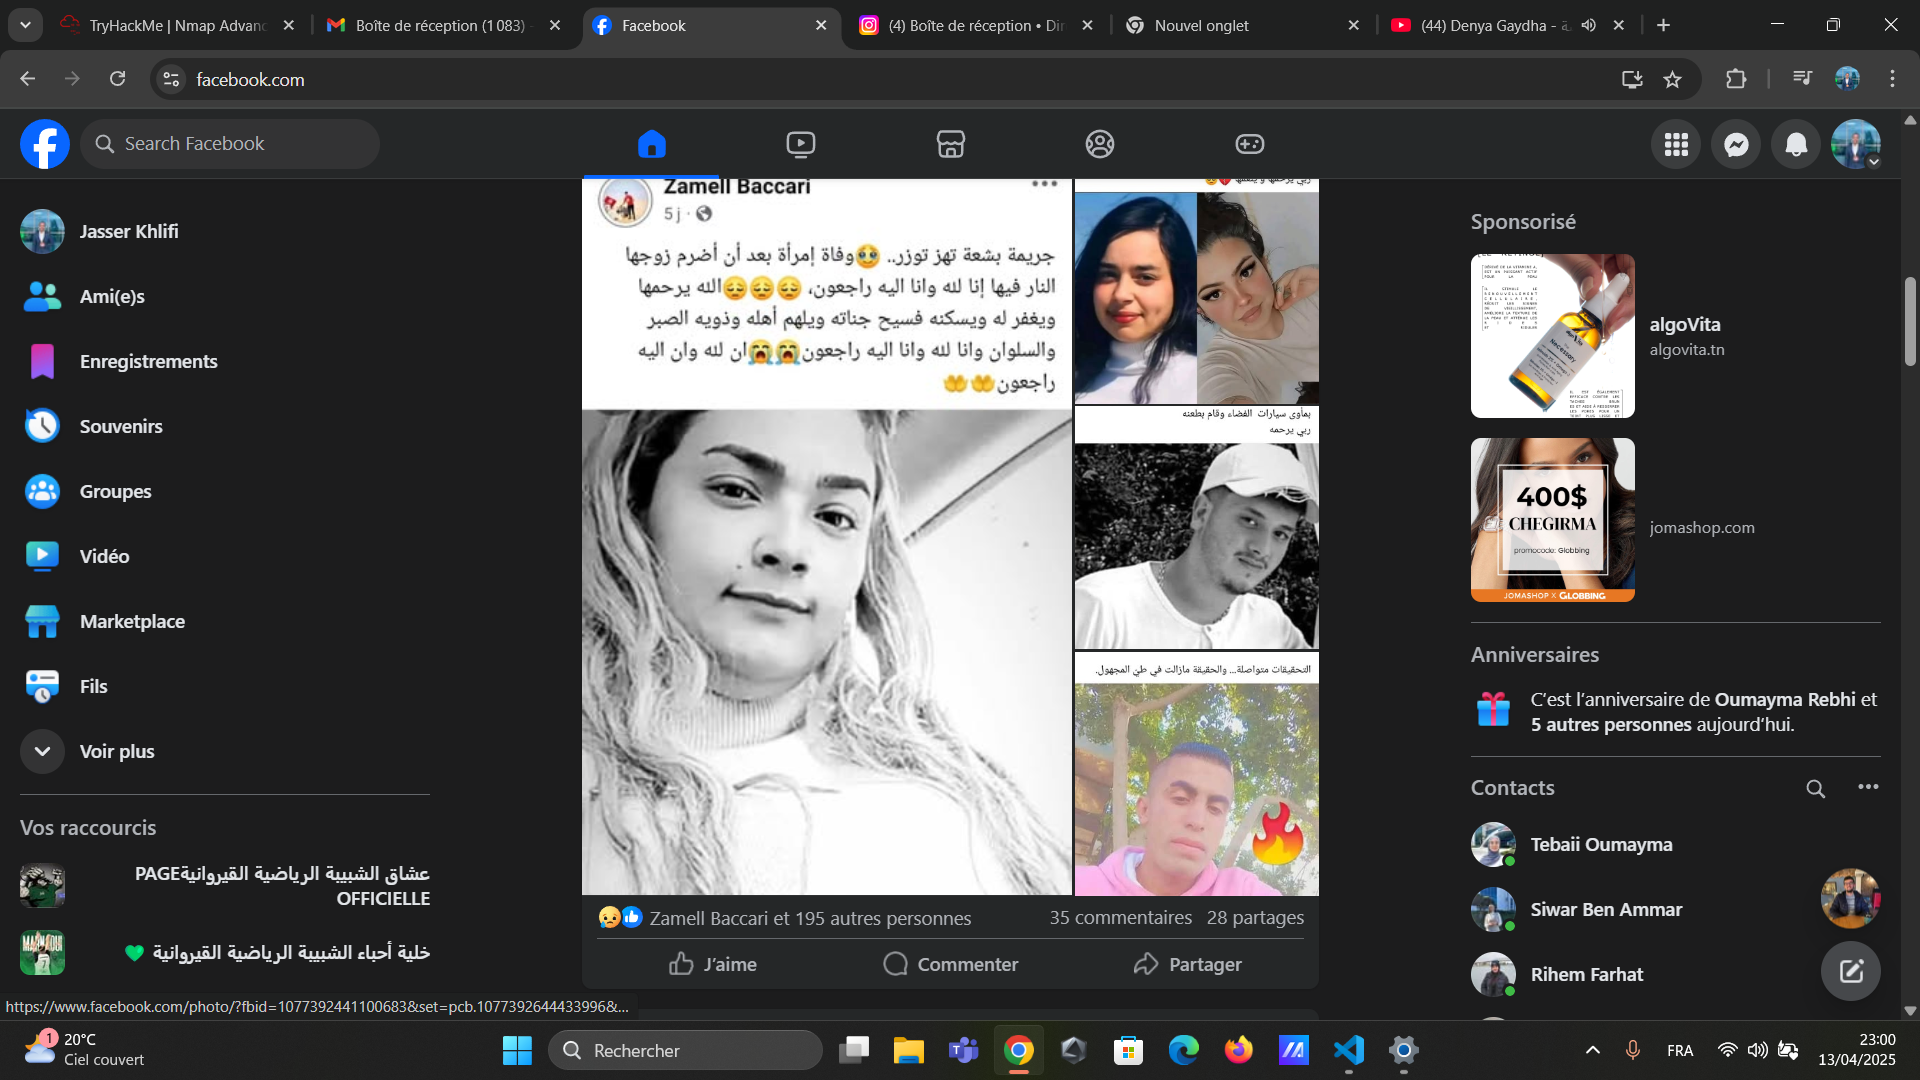 TryHackMe | Nmap Advanc
Boîte de réception (1 083) -
Facebook
(4) Boîte de réception • Dir
Nouvel onglet
(44) Denya Gaydha -
facebook.com
Search Facebook
Jasser Khlifi
Ami(e)s
Enregistrements
Souvenirs
Groupes
Vidéo
Marketplace
Fils
Voir plus
Vos raccourcis
عشاق الشبيبة الرياضية القيروانيةPAGE
OFFICIELLE
خلية أحباء الشبيبة الرياضية القيروانية 💚
https://www.facebook.com/photo/?fbid=1077392441100683&set=pcb.1077392644433996&...
Zamell Baccari
5 j ·
جريمة بشعة تهز توزر.. 🥹وفاة إمرأة بعد أن أضرم زوجها
النار فيها إنا لله وانا اليه راجعون، 😔😔😔الله يرحمها
ويغفر له ويسكنه فسيح جناته ويلهم أهله وذويه الصبر
والسلوان وانا لله وانا اليه راجعون😭😭ان لله وان اليه
راجعون🤲🤲
بمأوى سيارات الفضاء وقام بطعنه
ربي يرحمه
التحقيقات متواصلة... والحقيقة مازالت في طيّ المجهول.
Zamell Baccari et 195 autres personnes
35 commentaires
28 partages
J'aime
Commenter
Partager
Sponsorisé
algoVita
algovita.tn
Necessary
400$
CHEGIRMA
promocode: Globbing
JOMASHOP X GLOBBING
jomashop.com
Anniversaires
C'est l'anniversaire de Oumayma Rebhi et
5 autres personnes aujourd'hui.
Contacts
Tebaii Oumayma
Siwar Ben Ammar
Rihem Farhat
1
20°C
Ciel couvert
Rechercher
FRA
23:00
13/04/2025